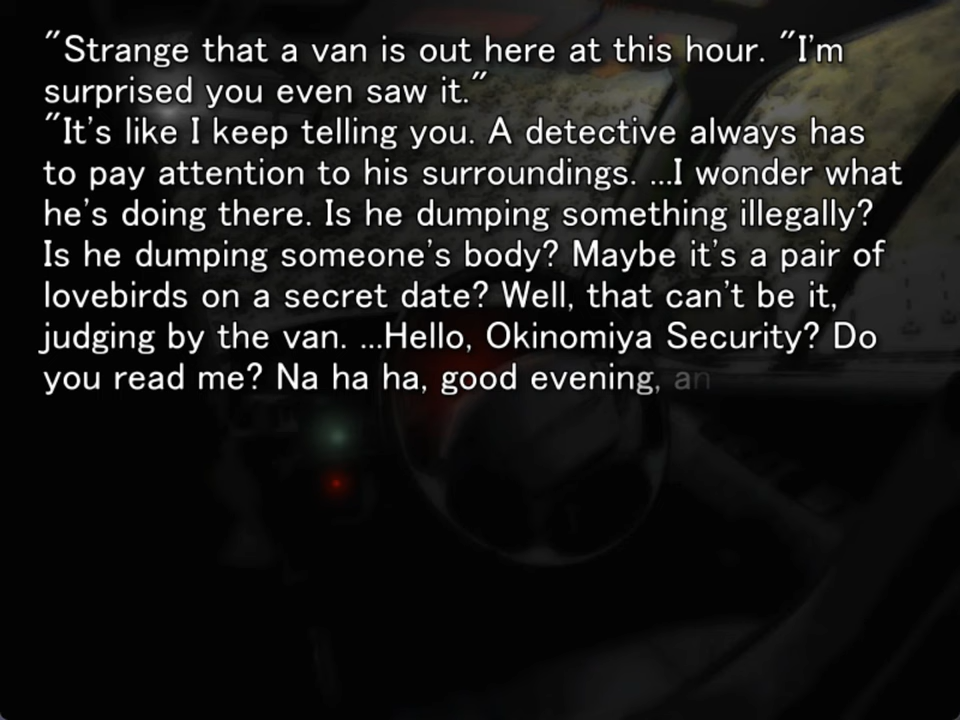 "Strange that a van is out here at this hour. "I'm
surprised you even saw it."
"It's like I keep telling you. A detective always has
to pay attention to his surroundings. ...I wonder what
he's doing there. Is he dumping something illegally?
Is he dumping someone's body? Maybe it's a pair of
lovebirds on a secret date? Well, that can't be it,
judging by the van. ...Hello, Okinomiya Security? Do
you read me? Na ha ha, good evening, an